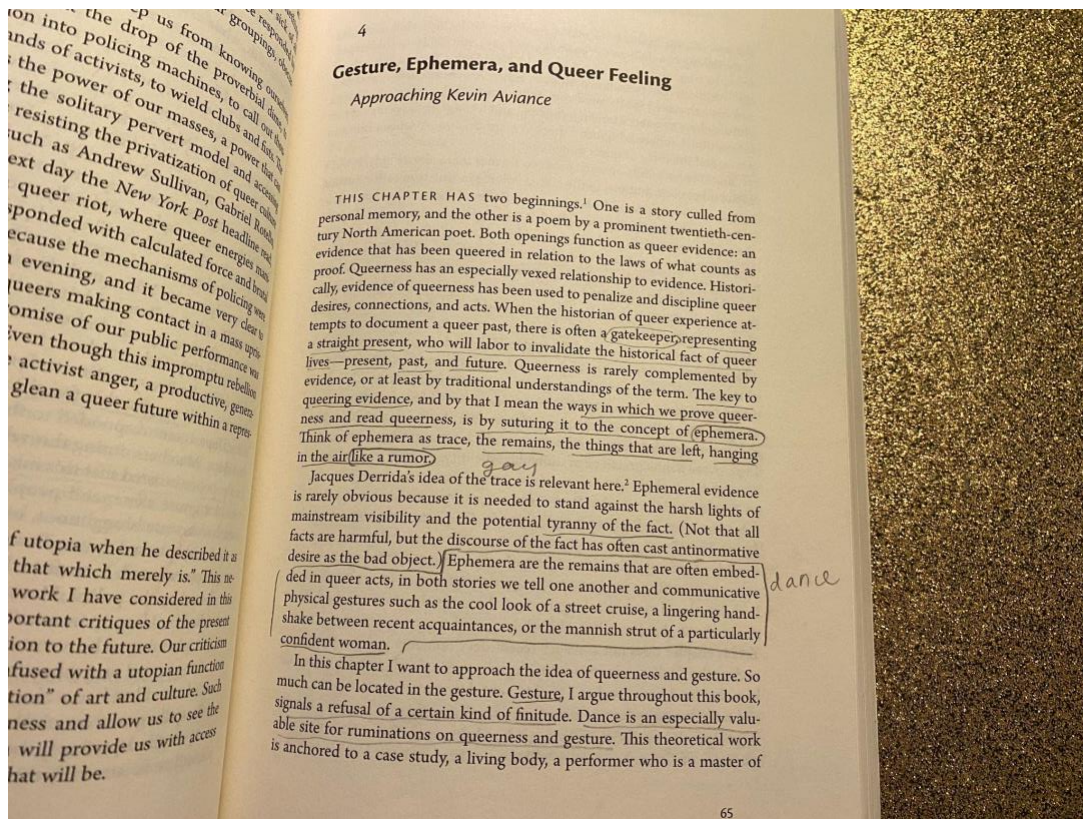 p us from knowing ourselves
the drop of the proverbial dime, to
ion into policing machines, to call out
ands of activists, to wield clubs and fists. The
the power of our masses, a power that can
the solitary pervert model and accessing
resisting the privatization of queer culture
such as Andrew Sullivan, Gabriel Rotello
ext day the New York Post headline read
queer riot, where queer energies
sponded with calculated force and brutal
ecause the mechanisms of policing were
evening, and it became very clear to
queers making contact in a mass
omise of our public performance was
Even though this impromptu rebellion
activist anger, a productive, genera-
glean a queer future within a repres-
f utopia when he described it as
that which merely is." This ne-
work I have considered in this
portant critiques of the present
ion to the future. Our criticism
fused with a utopian function
tion" of art and culture. Such
ness and allow us to see the
will provide us with access
hat will be.
4
Gesture, Ephemera, and Queer Feeling
Approaching Kevin Aviance
THIS CHAPTER HAS two beginnings.¹ One is a story culled from
personal memory, and the other is a poem by a prominent twentieth-cen-
tury North American poet. Both openings function as queer evidence: an
evidence that has been queered in relation to the laws of what counts as
proof. Queerness has an especially vexed relationship to evidence. Histori-
cally, evidence of queerness has been used to penalize and discipline queer
desires, connections, and acts. When the historian of queer experience at-
tempts to document a queer past, there is often a gatekeeper, representing
a straight present, who will labor to invalidate the historical fact of queer
lives—present, past, and future. Queerness is rarely complemented by
evidence, or at least by traditional understandings of the term. The key to
queering evidence, and by that I mean the ways in which we prove queer-
ness and read queerness, is by suturing it to the concept of ephemera.
Think of ephemera as trace, the remains, the things that are left, hanging
in the air like a rumor.
gay
Jacques Derrida's idea of the trace is relevant here.² Ephemeral evidence
is rarely obvious because it is needed to stand against the harsh lights of
mainstream visibility and the potential tyranny of the fact. (Not that all
facts are harmful, but the discourse of the fact has often cast antinormative
desire as the bad object.) Ephemera are the remains that are often embed-
ded in queer acts, in both stories we tell one another and communicative
dance
physical gestures such as the cool look of a street cruise, a lingering hand-
shake between recent acquaintances, or the mannish strut of a particularly
confident woman.
In this chapter I want to approach the idea of queerness and gesture. So
much can be located in the gesture. Gesture, I argue throughout this book,
signals a refusal of a certain kind of finitude. Dance is an especially valu-
able site for ruminations on queerness and gesture. This theoretical work
is anchored to a case study, a living body, a performer who is a master of
65